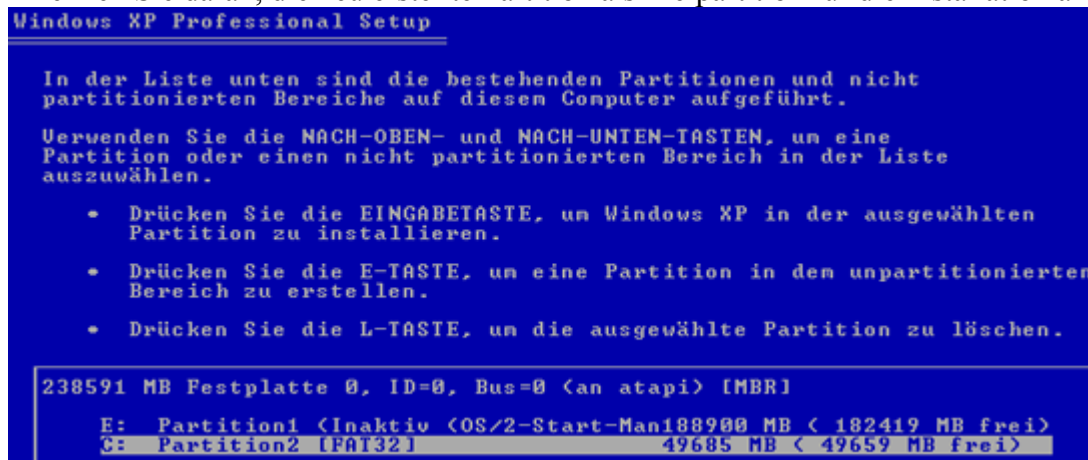 Windows XP Professional Setup
In der Liste unten sind die bestehenden Partitionen und nicht
partitionierten Bereiche auf diesem Computer aufgeführt.
Verwenden Sie die NACH-OBEN- und NACH-UNTEN-TASTEN, um eine
Partition oder einen nicht partitionierten Bereich in der Liste
auszuwählen.
• Drücken Sie die EINGABETASTE, um Windows XP in der ausgewählten
Partition zu installieren.
• Drücken Sie die E-TASTE, um eine Partition in dem unpartitionierten
Bereich zu erstellen.
• Drücken Sie die L-TASTE, um die ausgewählte Partition zu löschen.
238591 MB Festplatte 0, ID=0, Bus=0 (an atapi) [MBR]
E: Partition1 (Inaktiv (OS/2-Start-Man188900 MB ( 182419 MB frei)
C: Partition2 [FAT32] 49685 MB ( 49659 MB frei)